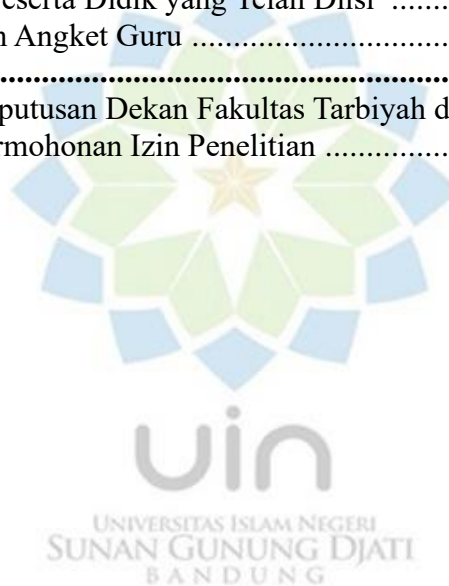 eserta Didik yang Telah Diisi ........
n Angket Guru ................................
................................................................
putusan Dekan Fakultas Tarbiyah d
ermohonan Izin Penelitian ...............
uin
UNIVERSITAS ISLAM NEGERI
SUNAN GUNUNG DJATI
BANDUNG